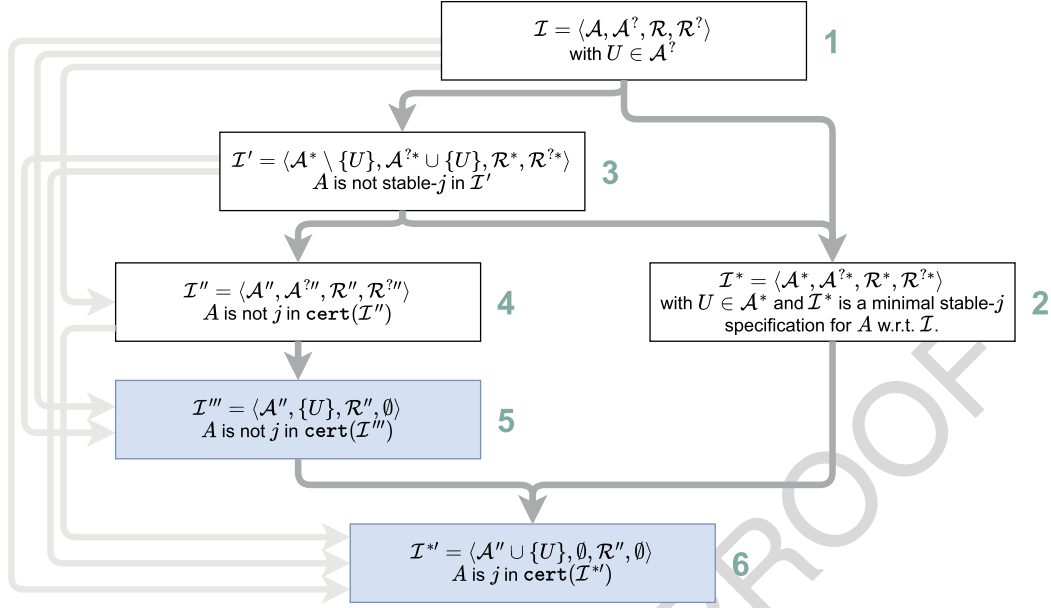 𝓘 = ⟨𝓐, 𝓐^?, 𝓡, 𝓡^?⟩
with U ∈ 𝓐^?
1
𝓘′ = ⟨𝓐* \ {U}, 𝓐^?* ∪ {U}, 𝓡*, 𝓡^?*⟩
A is not stable-j in 𝓘′
3
𝓘″ = ⟨𝓐″, 𝓐^?″, 𝓡″, 𝓡^?″⟩
A is not j in cert(𝓘″)
4
𝓘* = ⟨𝓐*, 𝓐^?*, 𝓡*, 𝓡^?*⟩
with U ∈ 𝓐* and 𝓘* is a minimal stable-j
specification for A w.r.t. 𝓘.
2
𝓘‴ = ⟨𝓐″, {U}, 𝓡″, ∅⟩
A is not j in cert(𝓘‴)
5
𝓘*′ = ⟨𝓐″ ∪ {U}, ∅, 𝓡″, ∅⟩
A is j in cert(𝓘*′)
6
PROOF